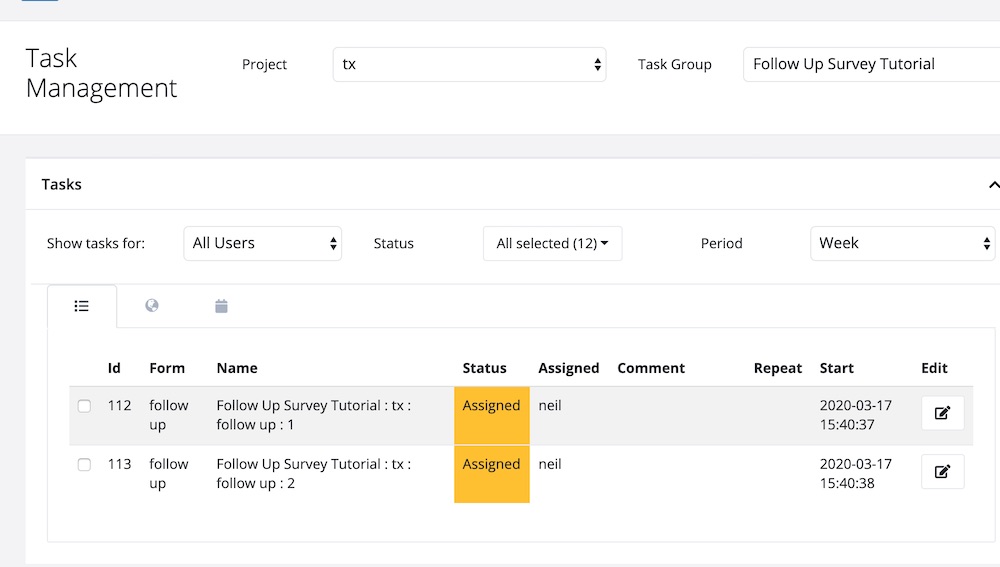 Task Management
Project tx Task Group Follow Up Survey Tutorial
Tasks
Show tasks for: All Users Status All selected (12) Period Week
Id Form Name Status Assigned Comment Repeat Start Edit
112 follow up Follow Up Survey Tutorial : tx : follow up : 1 Assigned neil 2020-03-17 15:40:37
113 follow up Follow Up Survey Tutorial : tx : follow up : 2 Assigned neil 2020-03-17 15:40:38